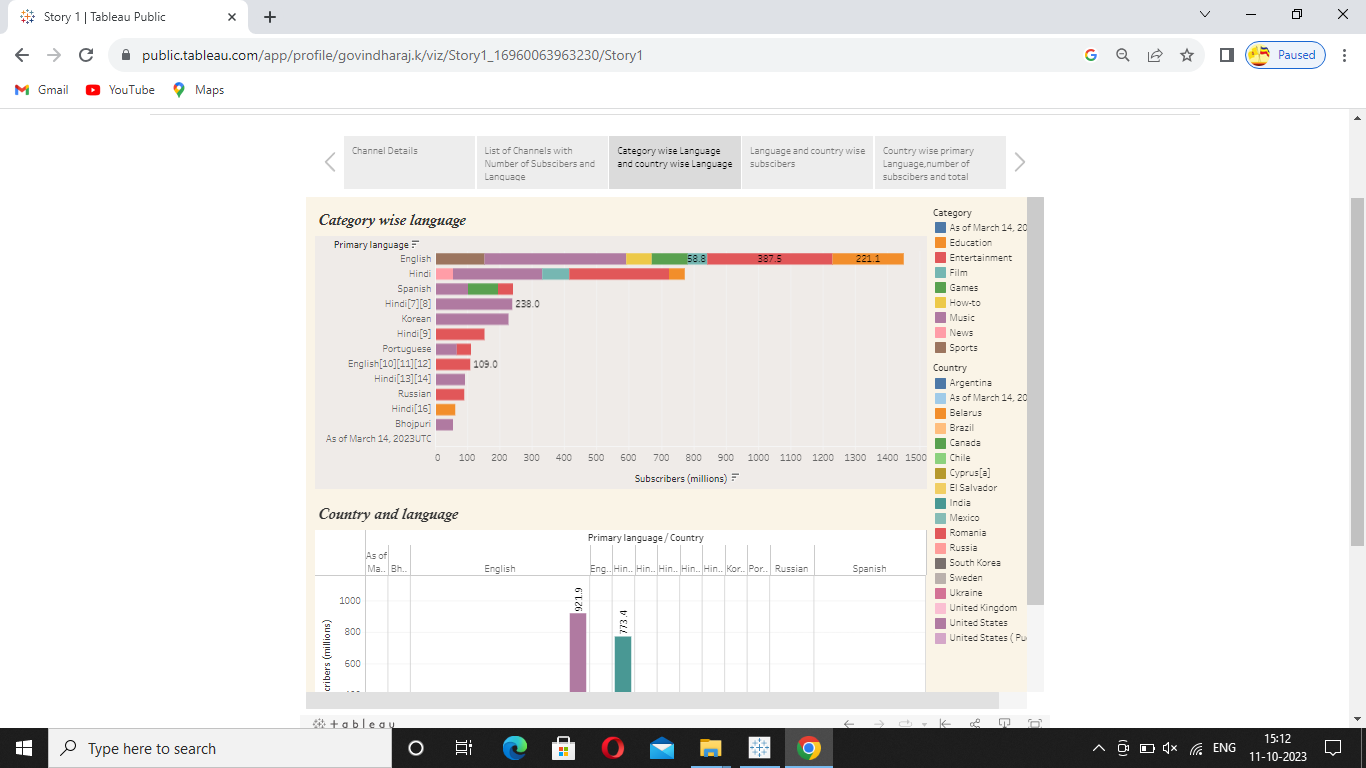 Story 1 | Tableau Public
public.tableau.com/app/profile/govindharaj.k/viz/Story1_16960063963230/Story1
Paused
Gmail
YouTube
Maps
Channel Details
List of Channels with
Number of Subscibers and
Language
Category wise Language
and country wise Language
Language and country wise
subscibers
Country wise primary
Language,number of
subscibers and total
Category wise language
Primary language
English
58.8
387.5
221.1
Hindi
Spanish
Hindi[7][8]
238.0
Korean
Hindi[9]
Portuguese
English[10][11][12]
109.0
Hindi[13][14]
Russian
Hindi[16]
Bhojpuri
As of March 14, 2023UTC
0 100 200 300 400 500 600 700 800 900 1000 1100 1200 1300 1400 1500
Subscribers (millions)
Category
As of March 14, 20
Education
Entertainment
Film
Games
How-to
Music
News
Sports
Country
Argentina
As of March 14, 20
Belarus
Brazil
Canada
Chile
Cyprus[a]
El Salvador
India
Mexico
Romania
Russia
South Korea
Sweden
Ukraine
United Kingdom
United States
United States ( Pu
Country and language
Primary language / Country
As of
Ma.. Bh.. English Eng.. Hin.. Hin.. Hin.. Hin.. Hin.. Kor.. Por.. Russian Spanish
1000
800
600
cribers (millions)
921.9
773.4
+ a b l e a u
Type here to search
ENG
15:12
11-10-2023